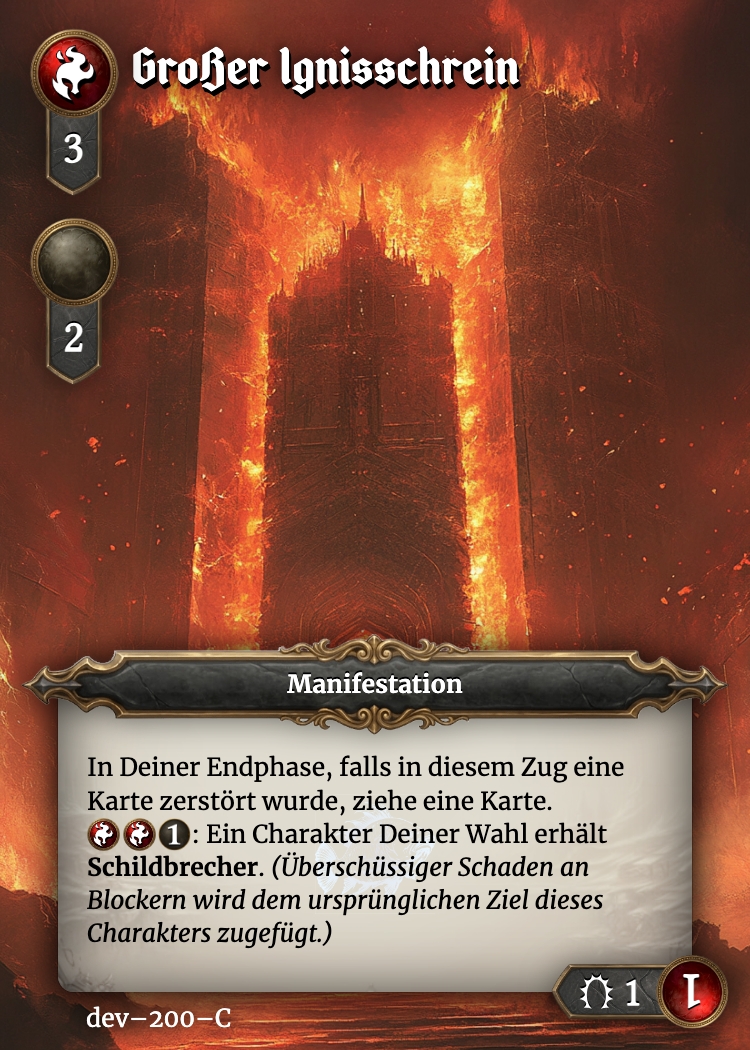 Großer Ignisschrein
3
2
Manifestation
In Deiner Endphase, falls in diesem Zug eine
Karte zerstört wurde, ziehe eine Karte.
1: Ein Charakter Deiner Wahl erhält
Schildbrecher. (Überschüssiger Schaden an
Blockern wird dem ursprünglichen Ziel dieses
Charakters zugefügt.)
1 1
dev–200–C